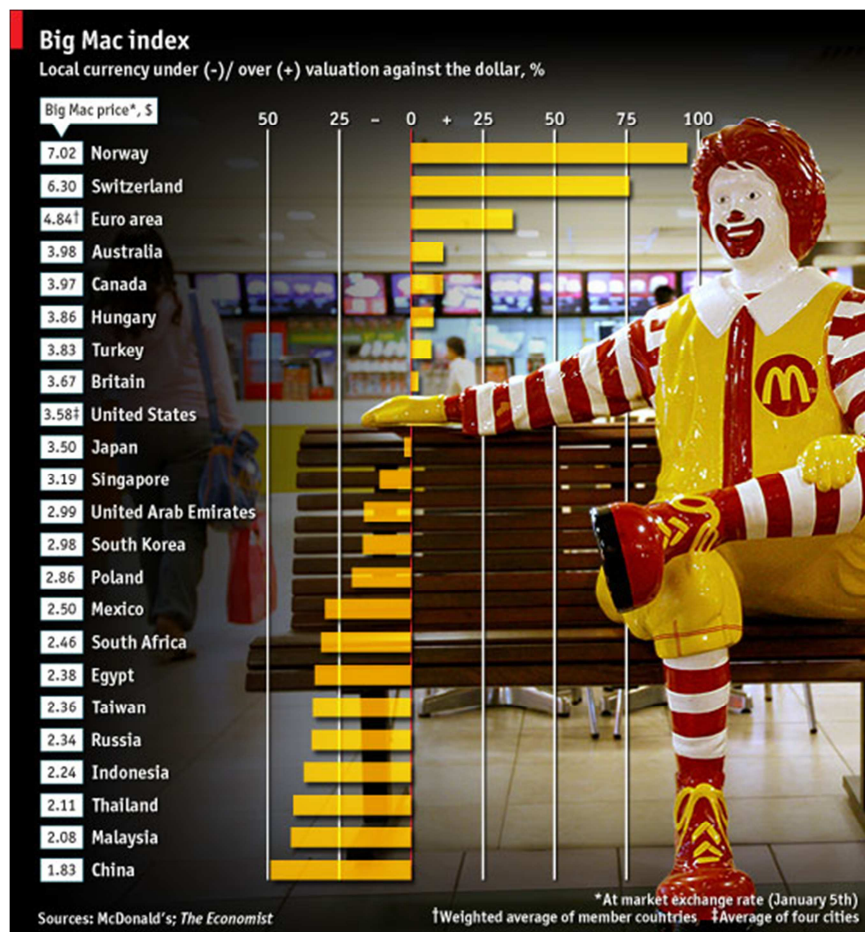 Big Mac index
Local currency under (-)/ over (+) valuation against the dollar, %
Big Mac price*, $
50 25 – 0 + 25 50 75 100
7.02 Norway
6.30 Switzerland
4.84† Euro area
3.98 Australia
3.97 Canada
3.86 Hungary
3.83 Turkey
3.67 Britain
3.58‡ United States
3.50 Japan
3.19 Singapore
2.99 United Arab Emirates
2.98 South Korea
2.86 Poland
2.50 Mexico
2.46 South Africa
2.38 Egypt
2.36 Taiwan
2.34 Russia
2.24 Indonesia
2.11 Thailand
2.08 Malaysia
1.83 China
*At market exchange rate (January 5th)
Sources: McDonald's; The Economist †Weighted average of member countries ‡Average of four cities